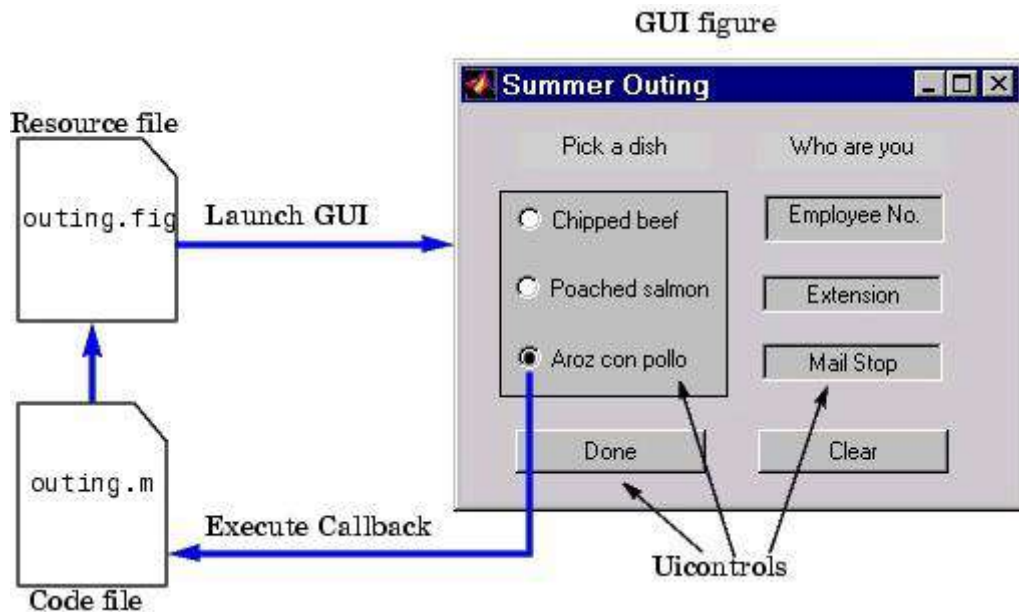 GUI figure
Summer Outing
Resource file
Pick a dish
Who are you
outing.fig
Launch GUI
Chipped beef
Employee No.
Poached salmon
Extension
Aroz con pollo
Mail Stop
Done
Clear
outing.m
Execute Callback
Uicontrols
Code file